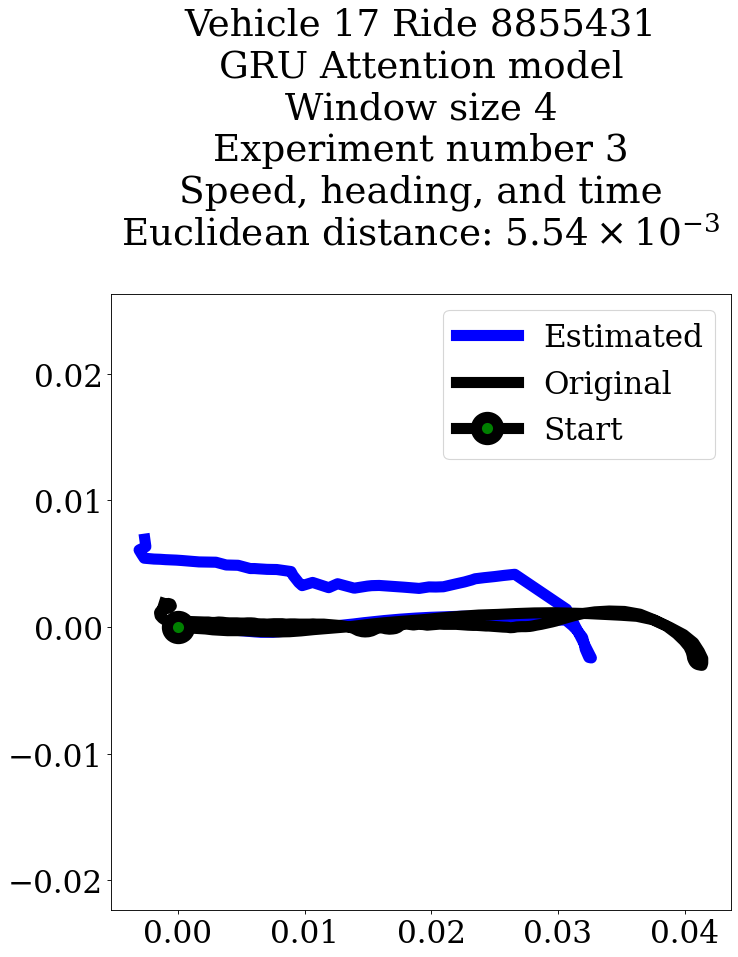 Vehicle 17 Ride 8855431
GRU Attention model
Window size 4
Experiment number 3
Speed, heading, and time
Euclidean distance: 5.54 × 10⁻³
Estimated
Original
Start
0.02
0.01
0.00
−0.01
−0.02
0.00 0.01 0.02 0.03 0.04